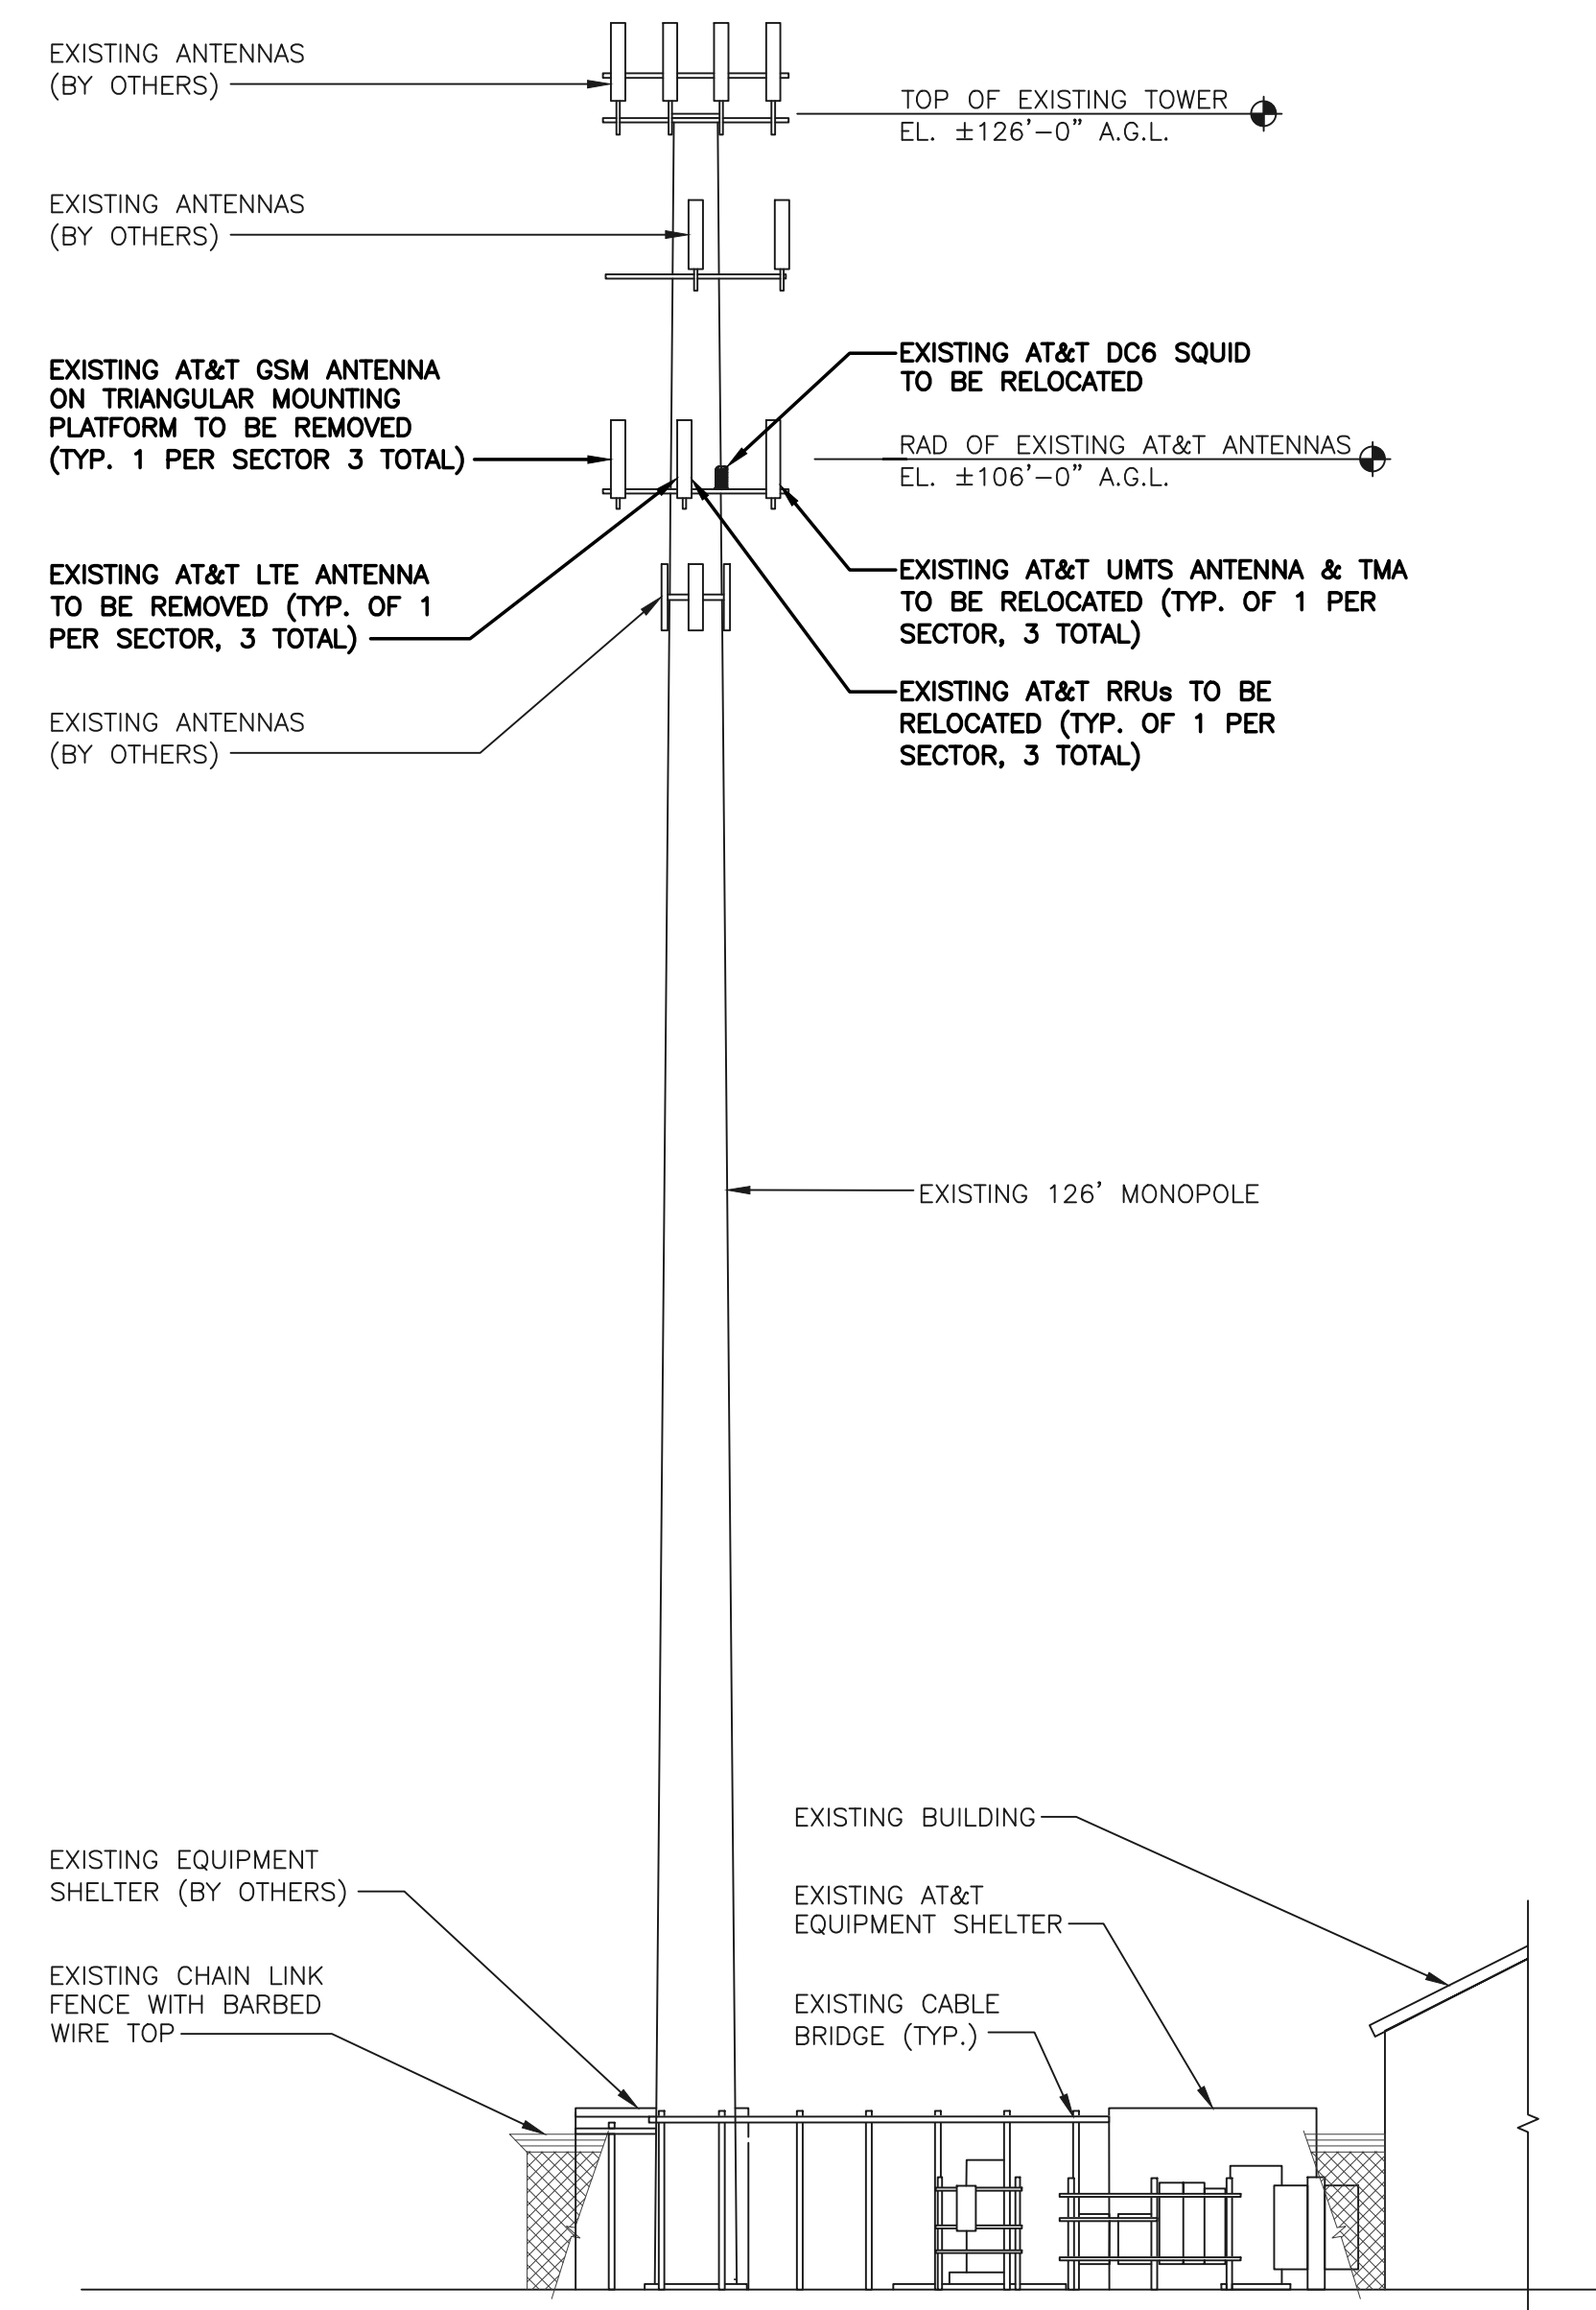 EXISTING ANTENNAS
(BY OTHERS)
TOP OF EXISTING TOWER
EL. ±126'-0" A.G.L.
EXISTING ANTENNAS
(BY OTHERS)
EXISTING AT&T GSM ANTENNA
ON TRIANGULAR MOUNTING
PLATFORM TO BE REMOVED
(TYP. 1 PER SECTOR 3 TOTAL)
EXISTING AT&T DC6 SQUID
TO BE RELOCATED
RAD OF EXISTING AT&T ANTENNAS
EL. ±106'-0" A.G.L.
EXISTING AT&T LTE ANTENNA
TO BE REMOVED (TYP. OF 1
PER SECTOR, 3 TOTAL)
EXISTING AT&T UMTS ANTENNA & TMA
TO BE RELOCATED (TYP. OF 1 PER
SECTOR, 3 TOTAL)
EXISTING AT&T RRUs TO BE
RELOCATED (TYP. OF 1 PER
SECTOR, 3 TOTAL)
EXISTING ANTENNAS
(BY OTHERS)
EXISTING 126' MONOPOLE
EXISTING BUILDING
EXISTING EQUIPMENT
SHELTER (BY OTHERS)
EXISTING AT&T
EQUIPMENT SHELTER
EXISTING CHAIN LINK
FENCE WITH BARBED
WIRE TOP
EXISTING CABLE
BRIDGE (TYP.)